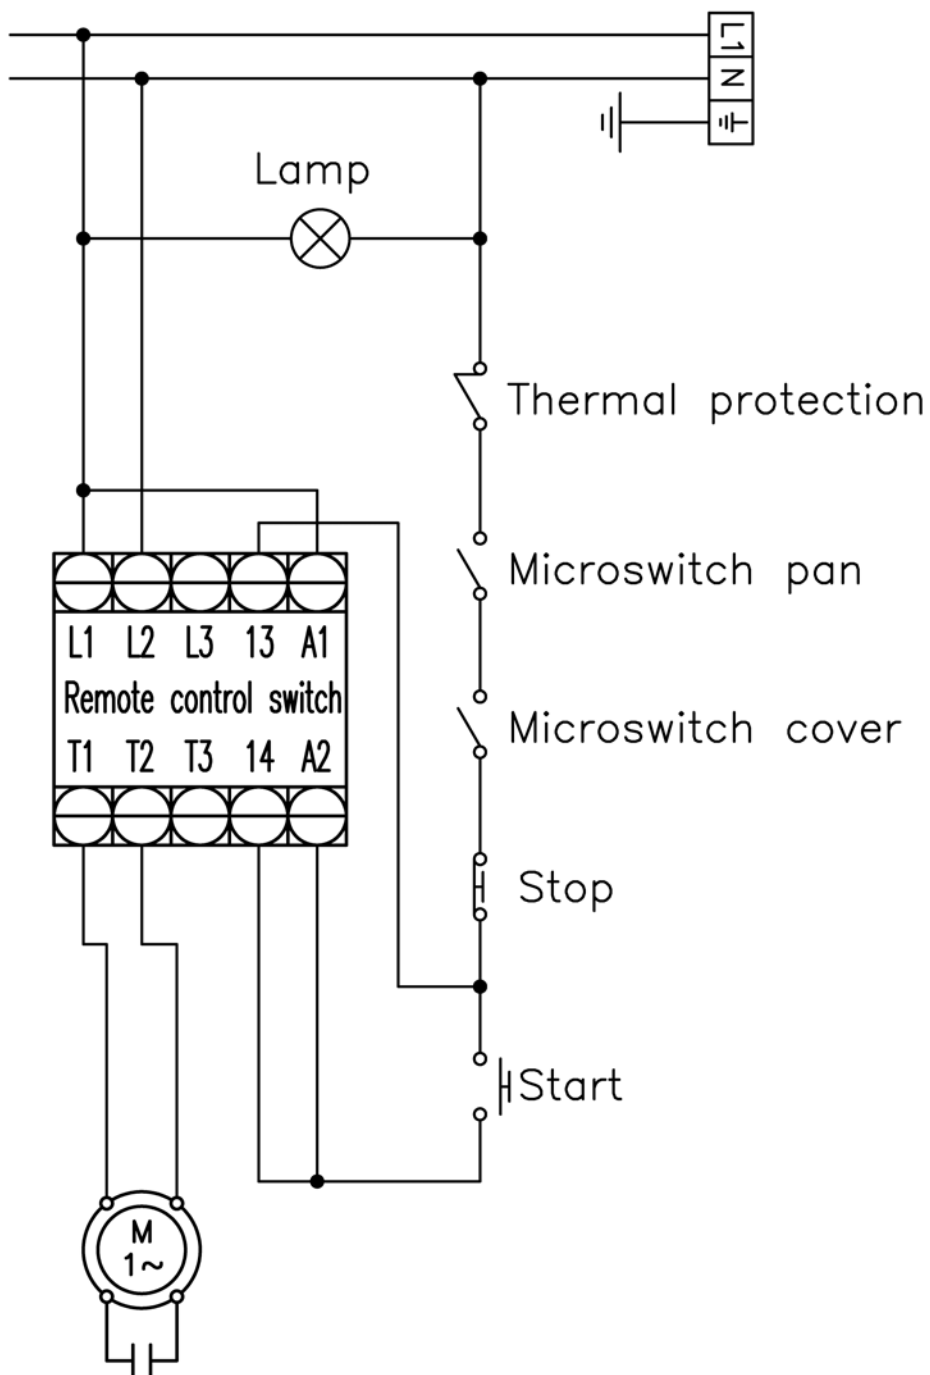 L1
N
Lamp
Thermal protection
Microswitch pan
L1 L2 L3 13 A1
Remote control switch
Microswitch cover
T1 T2 T3 14 A2
Stop
Start
M
1~